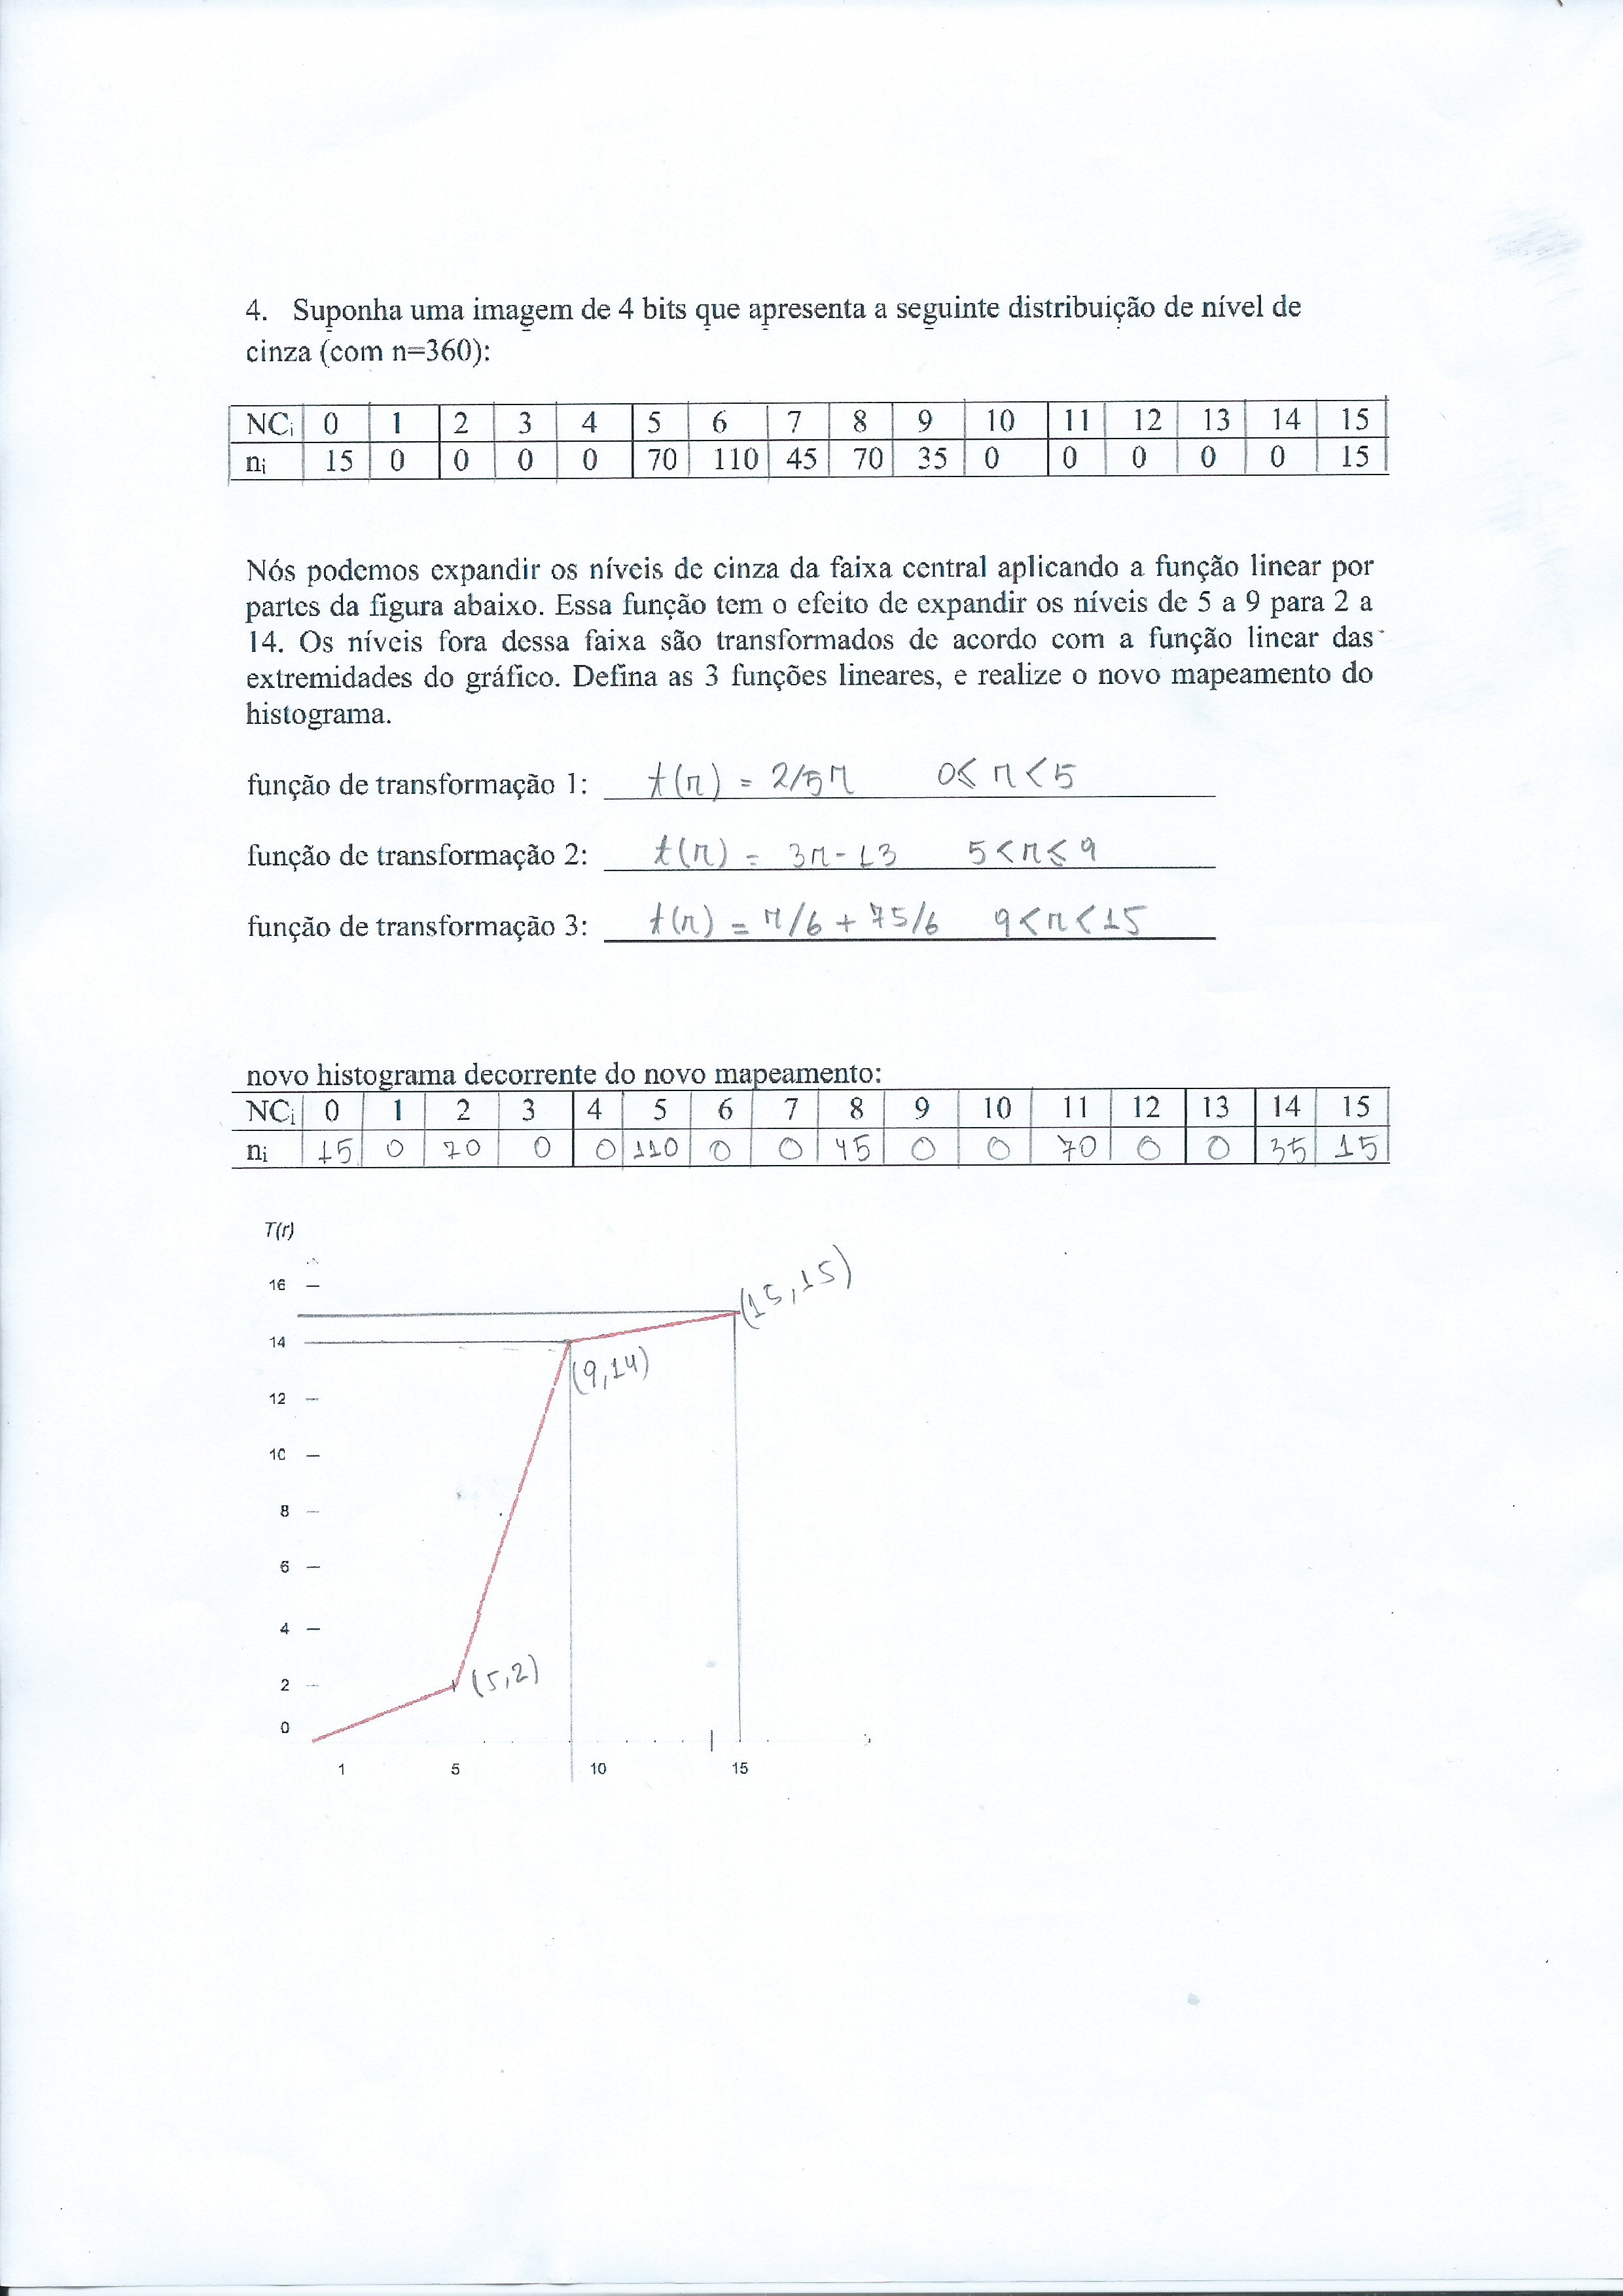 4. Suponha uma imagem de 4 bits que apresenta a seguinte distribuição de nível de
cinza (com n=360):
NCi 0 1 2 3 4 5 6 7 8 9 10 11 12 13 14 15
ni 15 0 0 0 0 70 110 45 70 35 0 0 0 0 0 15
Nós podemos expandir os níveis de cinza da faixa central aplicando a função linear por
partes da figura abaixo. Essa função tem o efeito de expandir os níveis de 5 a 9 para 2 a
14. Os níveis fora dessa faixa são transformados de acordo com a função linear das
extremidades do gráfico. Defina as 3 funções lineares, e realize o novo mapeamento do
histograma.
função de transformação 1: t(r) = 2/5r 0≤ r < 5
função de transformação 2: t(r) = 3r-13 5 < r ≤ 9
função de transformação 3: t(r) = r/6 + 75/6 9 < r < 15
novo histograma decorrente do novo mapeamento:
NCi 0 1 2 3 4 5 6 7 8 9 10 11 12 13 14 15
ni 15 0 70 0 0 110 0 0 45 0 0 70 0 0 35 15
T(r)
16
(15,15)
14
(9,14)
12
10
8
6
4
2
(5,2)
0
1 5 10 15